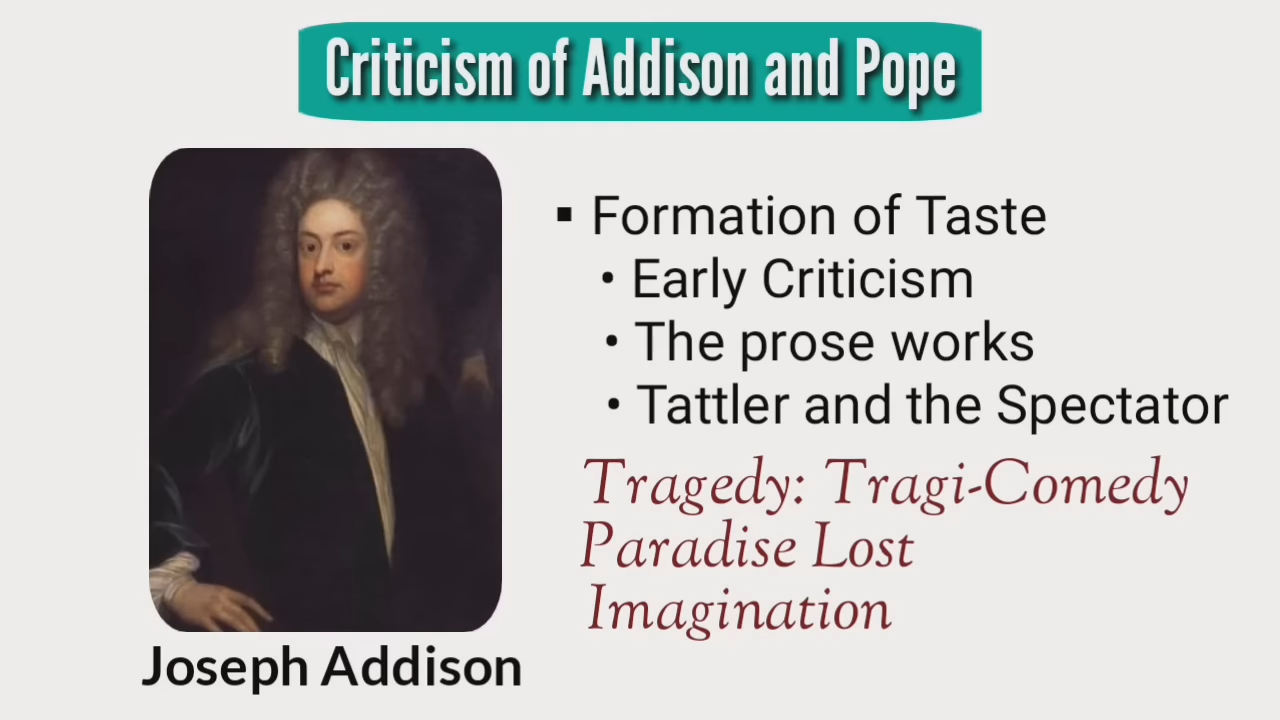 Criticism of Addison and Pope
▪ Formation of Taste
• Early Criticism
• The prose works
• Tattler and the Spectator
Tragedy: Tragi-Comedy
Paradise Lost
Imagination
Joseph Addison